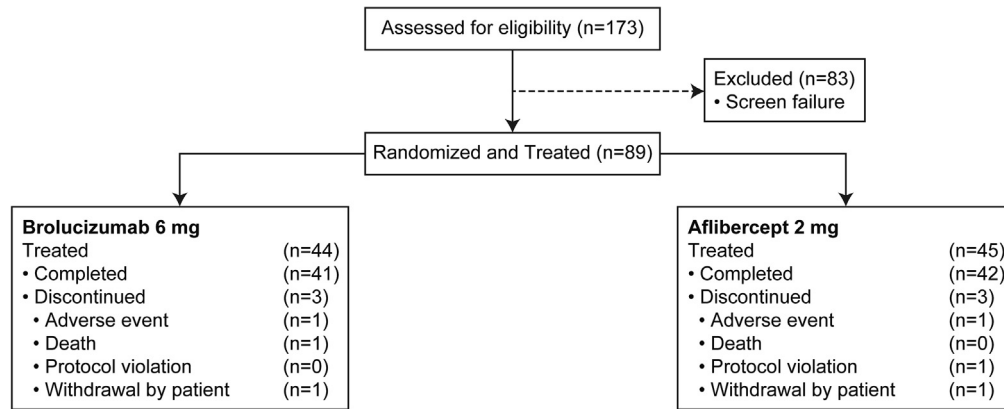 Assessed for eligibility (n=173)
Excluded (n=83)
• Screen failure
Randomized and Treated (n=89)
Brolucizumab 6 mg
Treated (n=44)
• Completed (n=41)
• Discontinued (n=3)
• Adverse event (n=1)
• Death (n=1)
• Protocol violation (n=0)
• Withdrawal by patient (n=1)
Aflibercept 2 mg
Treated (n=45)
• Completed (n=42)
• Discontinued (n=3)
• Adverse event (n=1)
• Death (n=0)
• Protocol violation (n=1)
• Withdrawal by patient (n=1)